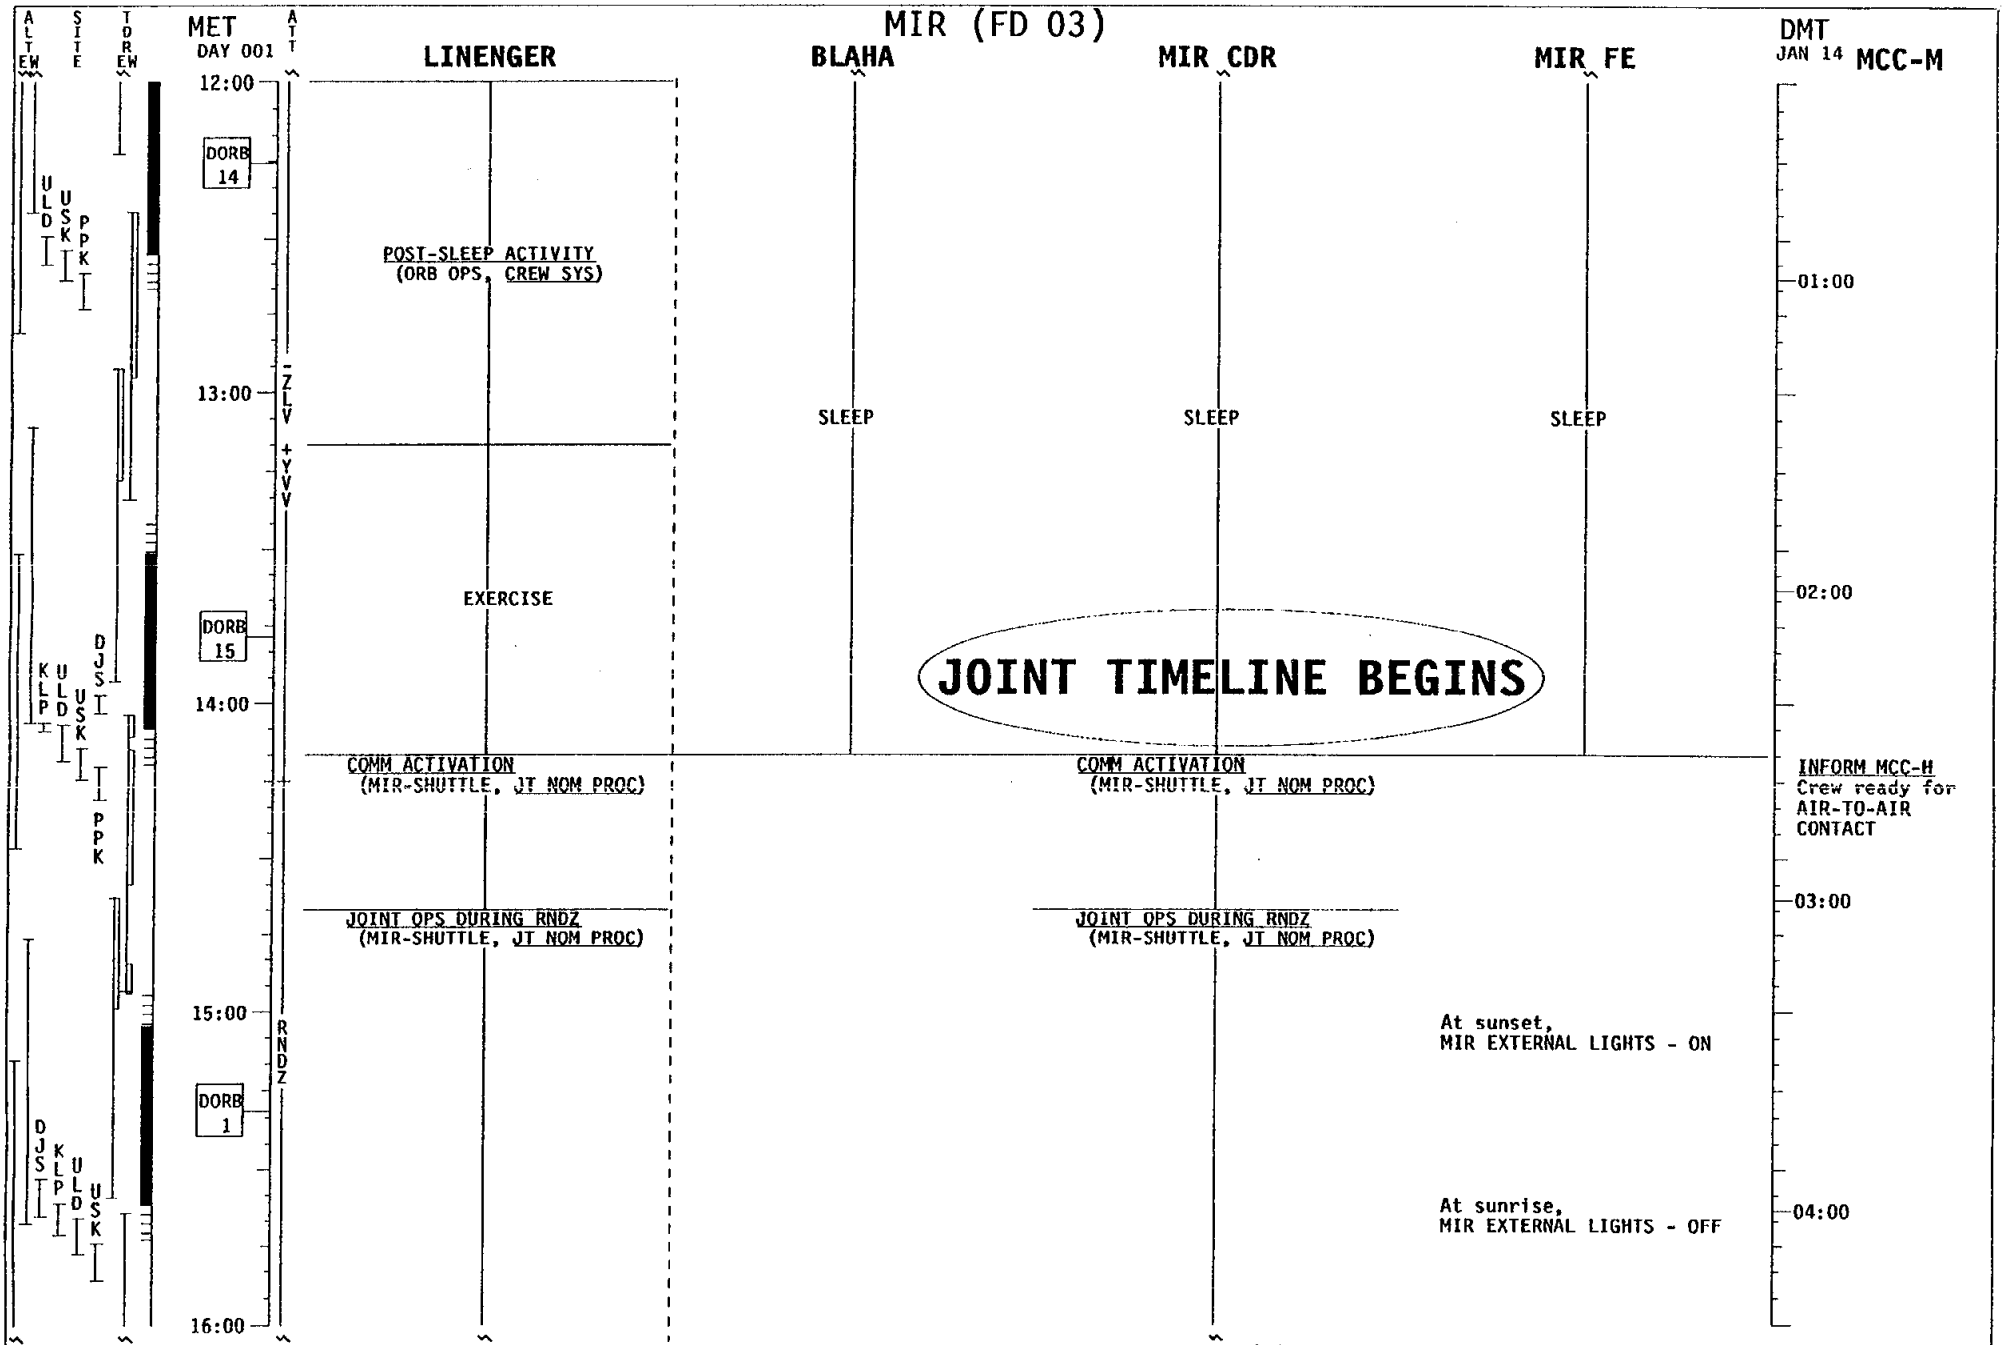 MIR (FD 03)
ALT
EW
SITE
TDR
EW
MET
DAY 001
ATT
LINENGER
BLAHA
MIR CDR
MIR FE
DMT
JAN 14 MCC-M
12:00
DORB
14
ULD
USK
PPK
POST-SLEEP ACTIVITY
(ORB OPS, CREW SYS)
01:00
-ZLV +YVV
13:00
SLEEP
SLEEP
SLEEP
EXERCISE
02:00
DORB
15
KLP
ULD
USK
DJS
JOINT TIMELINE BEGINS
14:00
PPK
COMM ACTIVATION
(MIR-SHUTTLE, JT NOM PROC)
COMM ACTIVATION
(MIR-SHUTTLE, JT NOM PROC)
INFORM MCC-H
Crew ready for
AIR-TO-AIR
CONTACT
JOINT OPS DURING RNDZ
(MIR-SHUTTLE, JT NOM PROC)
JOINT OPS DURING RNDZ
(MIR-SHUTTLE, JT NOM PROC)
03:00
15:00
RNDZ
At sunset,
MIR EXTERNAL LIGHTS - ON
DORB
1
DJS
KLP
ULD
USK
At sunrise,
MIR EXTERNAL LIGHTS - OFF
04:00
16:00